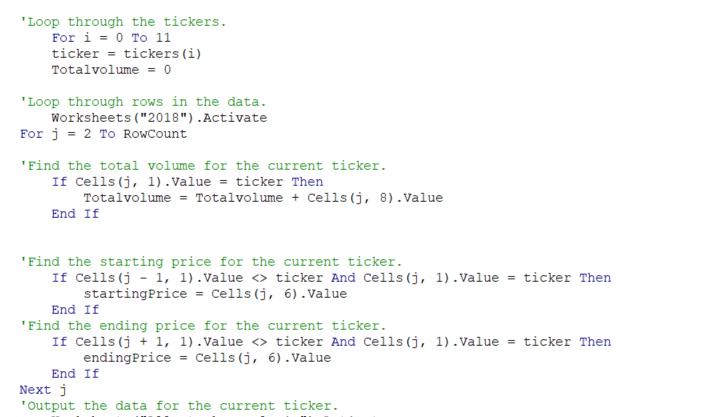 'Loop through the tickers.
For i = 0 To 11
ticker = tickers(i)
Totalvolume = 0
'Loop through rows in the data.
Worksheets("2018").Activate
For j = 2 To RowCount
'Find the total volume for the current ticker.
If Cells(j, 1).Value = ticker Then
Totalvolume = Totalvolume + Cells(j, 8).Value
End If
'Find the starting price for the current ticker.
If Cells(j - 1, 1).Value <> ticker And Cells(j, 1).Value = ticker Then
startingPrice = Cells(j, 6).Value
End If
'Find the ending price for the current ticker.
If Cells(j + 1, 1).Value <> ticker And Cells(j, 1).Value = ticker Then
endingPrice = Cells(j, 6).Value
End If
Next j
'Output the data for the current ticker.